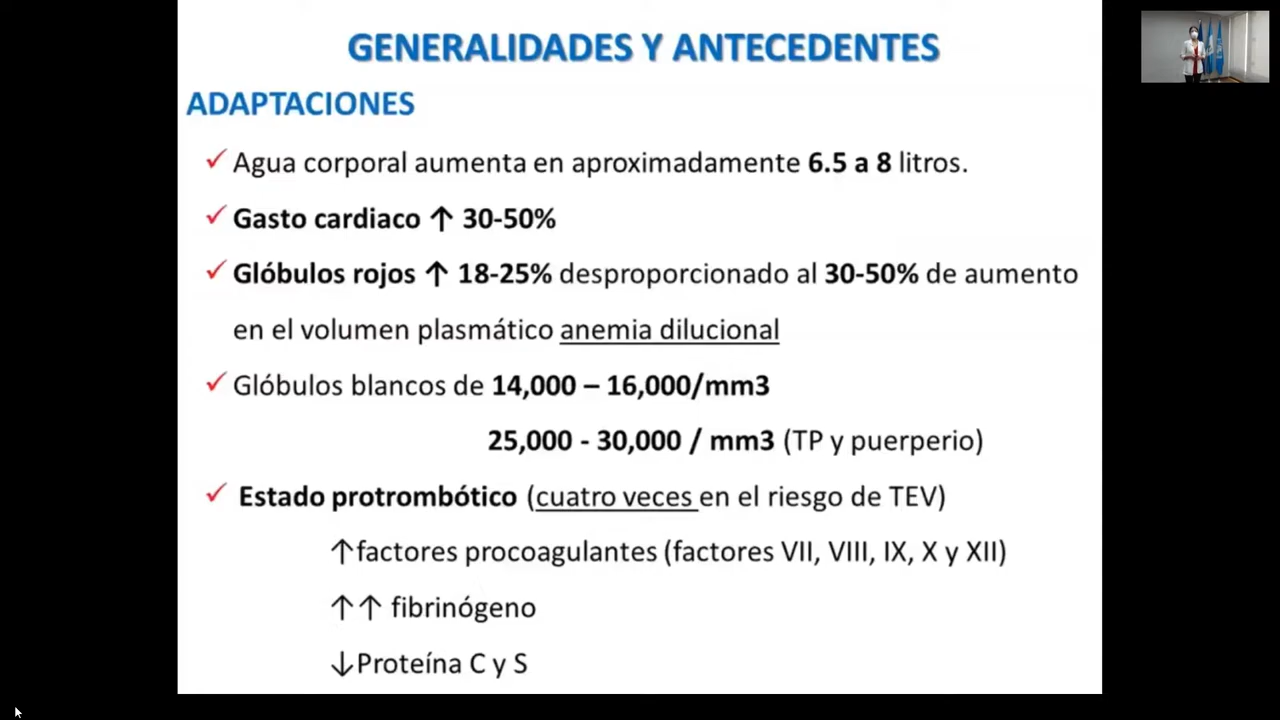 GENERALIDADES Y ANTECEDENTES
ADAPTACIONES
✓ Agua corporal aumenta en aproximadamente 6.5 a 8 litros.
✓ Gasto cardiaco ↑ 30-50%
✓ Glóbulos rojos ↑ 18-25% desproporcionado al 30-50% de aumento
en el volumen plasmático anemia dilucional
✓ Glóbulos blancos de 14,000 – 16,000/mm3
25,000 - 30,000 / mm3 (TP y puerperio)
✓ Estado protrombótico (cuatro veces en el riesgo de TEV)
↑factores procoagulantes (factores VII, VIII, IX, X y XII)
↑↑ fibrinógeno
↓Proteína C y S